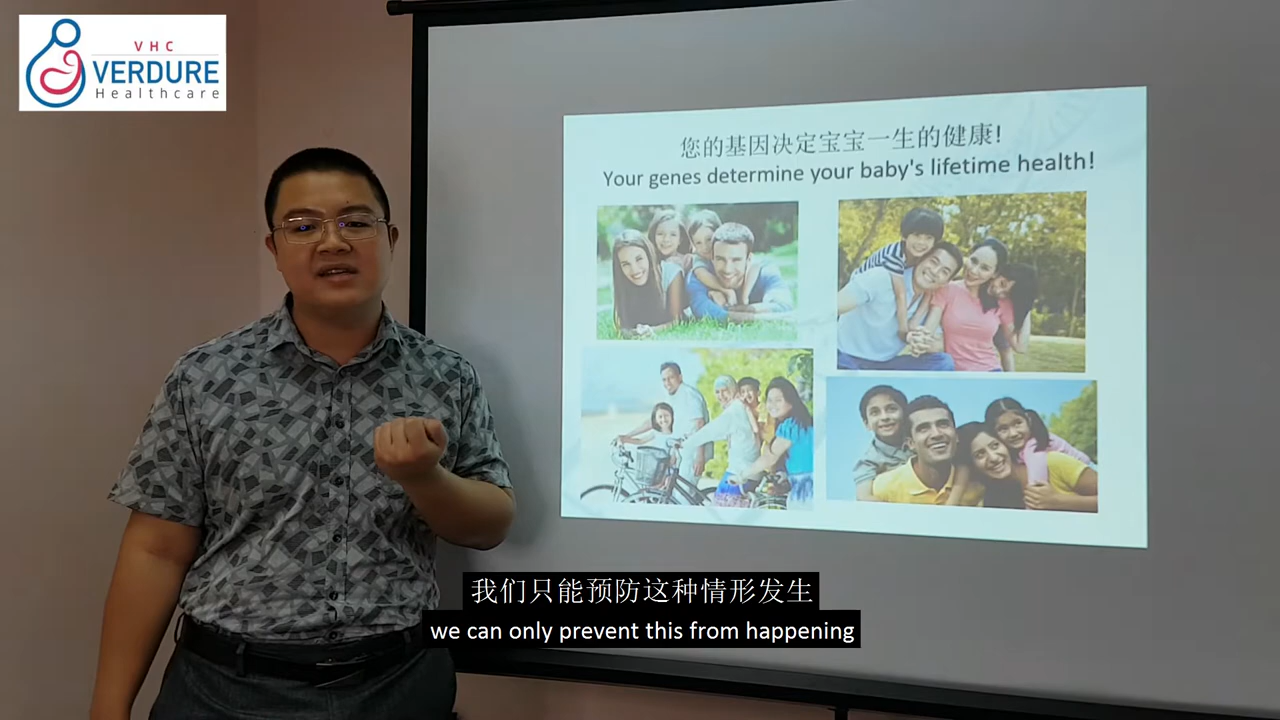 VHC
VERDURE
Healthcare
您的基因决定宝宝一生的健康!
Your genes determine your baby's lifetime health!
我们只能预防这种情形发生
we can only prevent this from happening